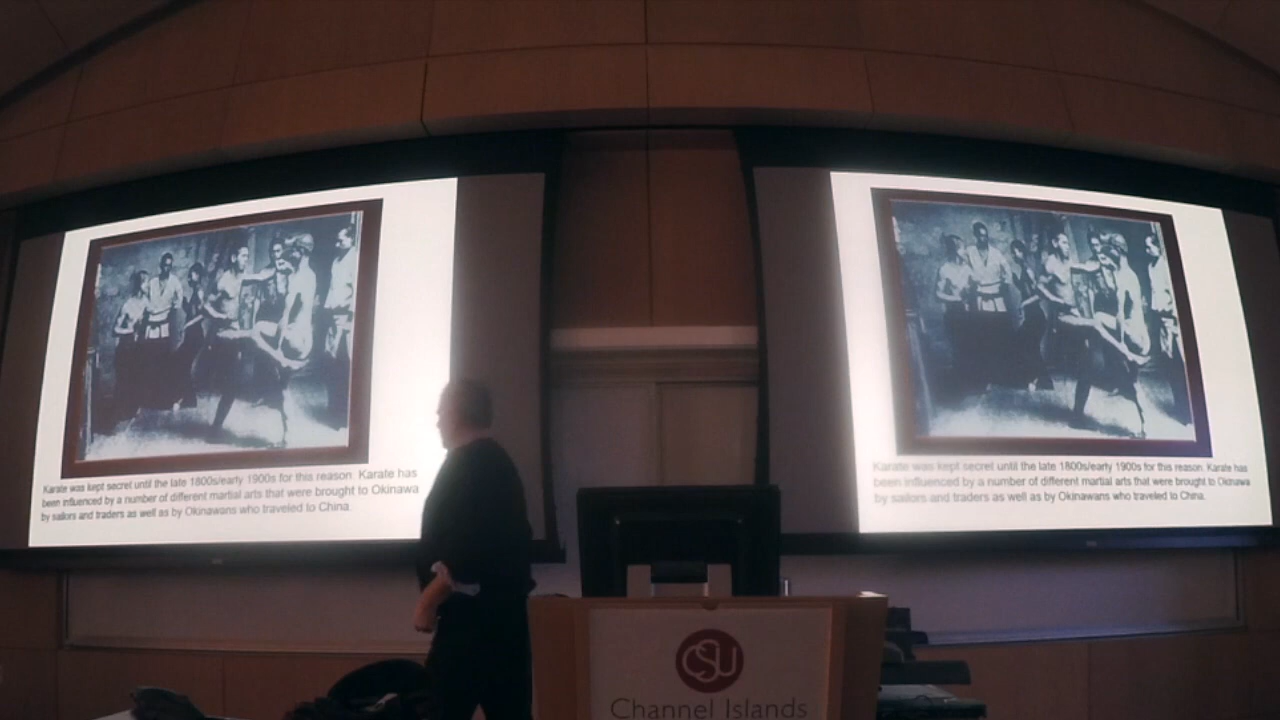 Karate was kept secret until the late 1800s/early 1900s for this reason. Karate has
been influenced by a number of different martial arts that were brought to Okinawa
by sailors and traders as well as by Okinawans who traveled to China.
Karate was kept secret until the late 1800s/early 1900s for this reason. Karate has
been influenced by a number of different martial arts that were brought to Okinawa
by sailors and traders as well as by Okinawans who traveled to China.
CSU
Channel Islands